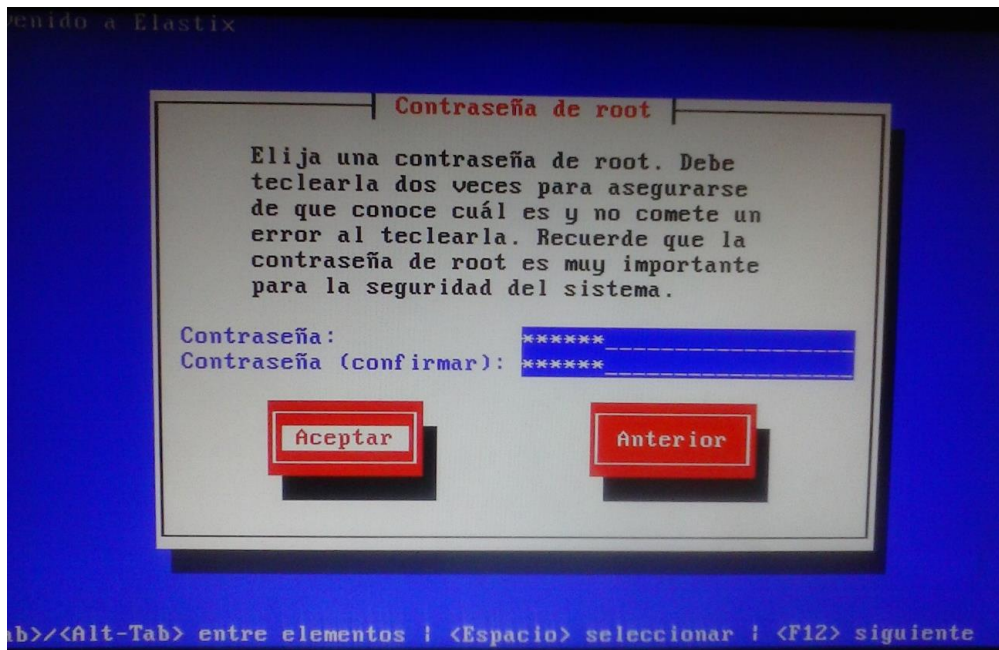 enido a Elastix
Contraseña de root
Elija una contraseña de root. Debe
teclearla dos veces para asegurarse
de que conoce cuál es y no comete un
error al teclearla. Recuerde que la
contraseña de root es muy importante
para la seguridad del sistema.
Contraseña: ******
Contraseña (confirmar): ******
Aceptar Anterior
ab>/<Alt-Tab> entre elementos | <Espacio> seleccionar | <F12> siguiente